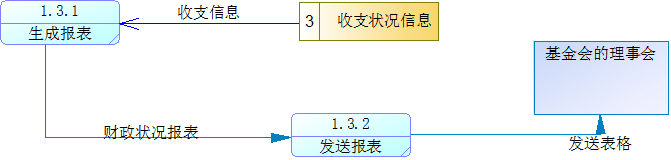 1.3.1
生成报表
收支信息
3 收支状况信息
基金会的理事会
财政状况报表
1.3.2
发送报表
发送表格